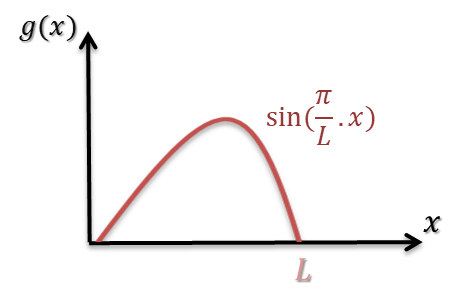 g(x)
sin(π/L .x)
x
L